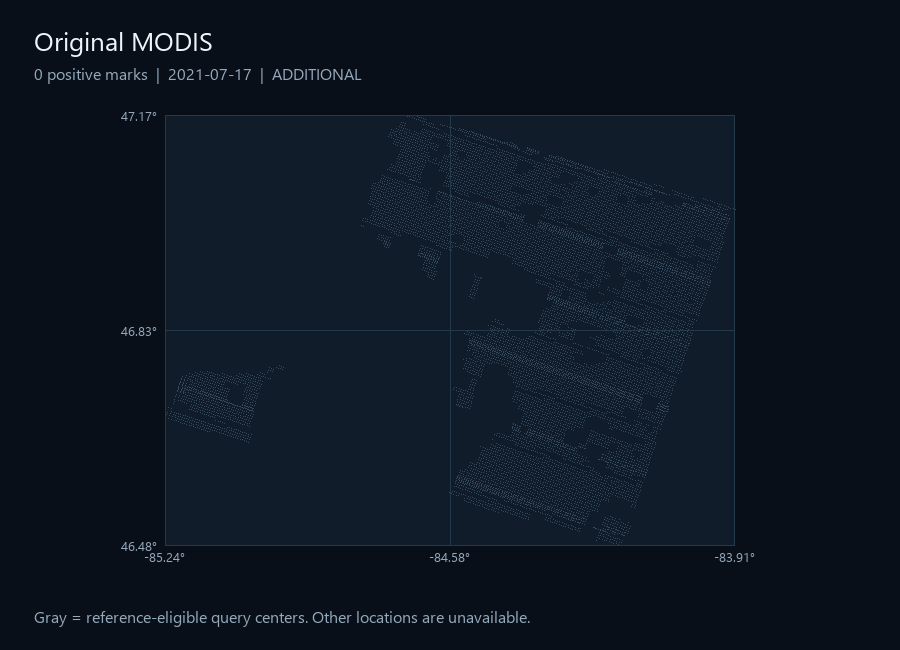 Original MODIS
0 positive marks | 2021-07-17 | ADDITIONAL
47.17°
46.83°
46.48°
-85.24°
-84.58°
-83.91°
Gray = reference-eligible query centers. Other locations are unavailable.